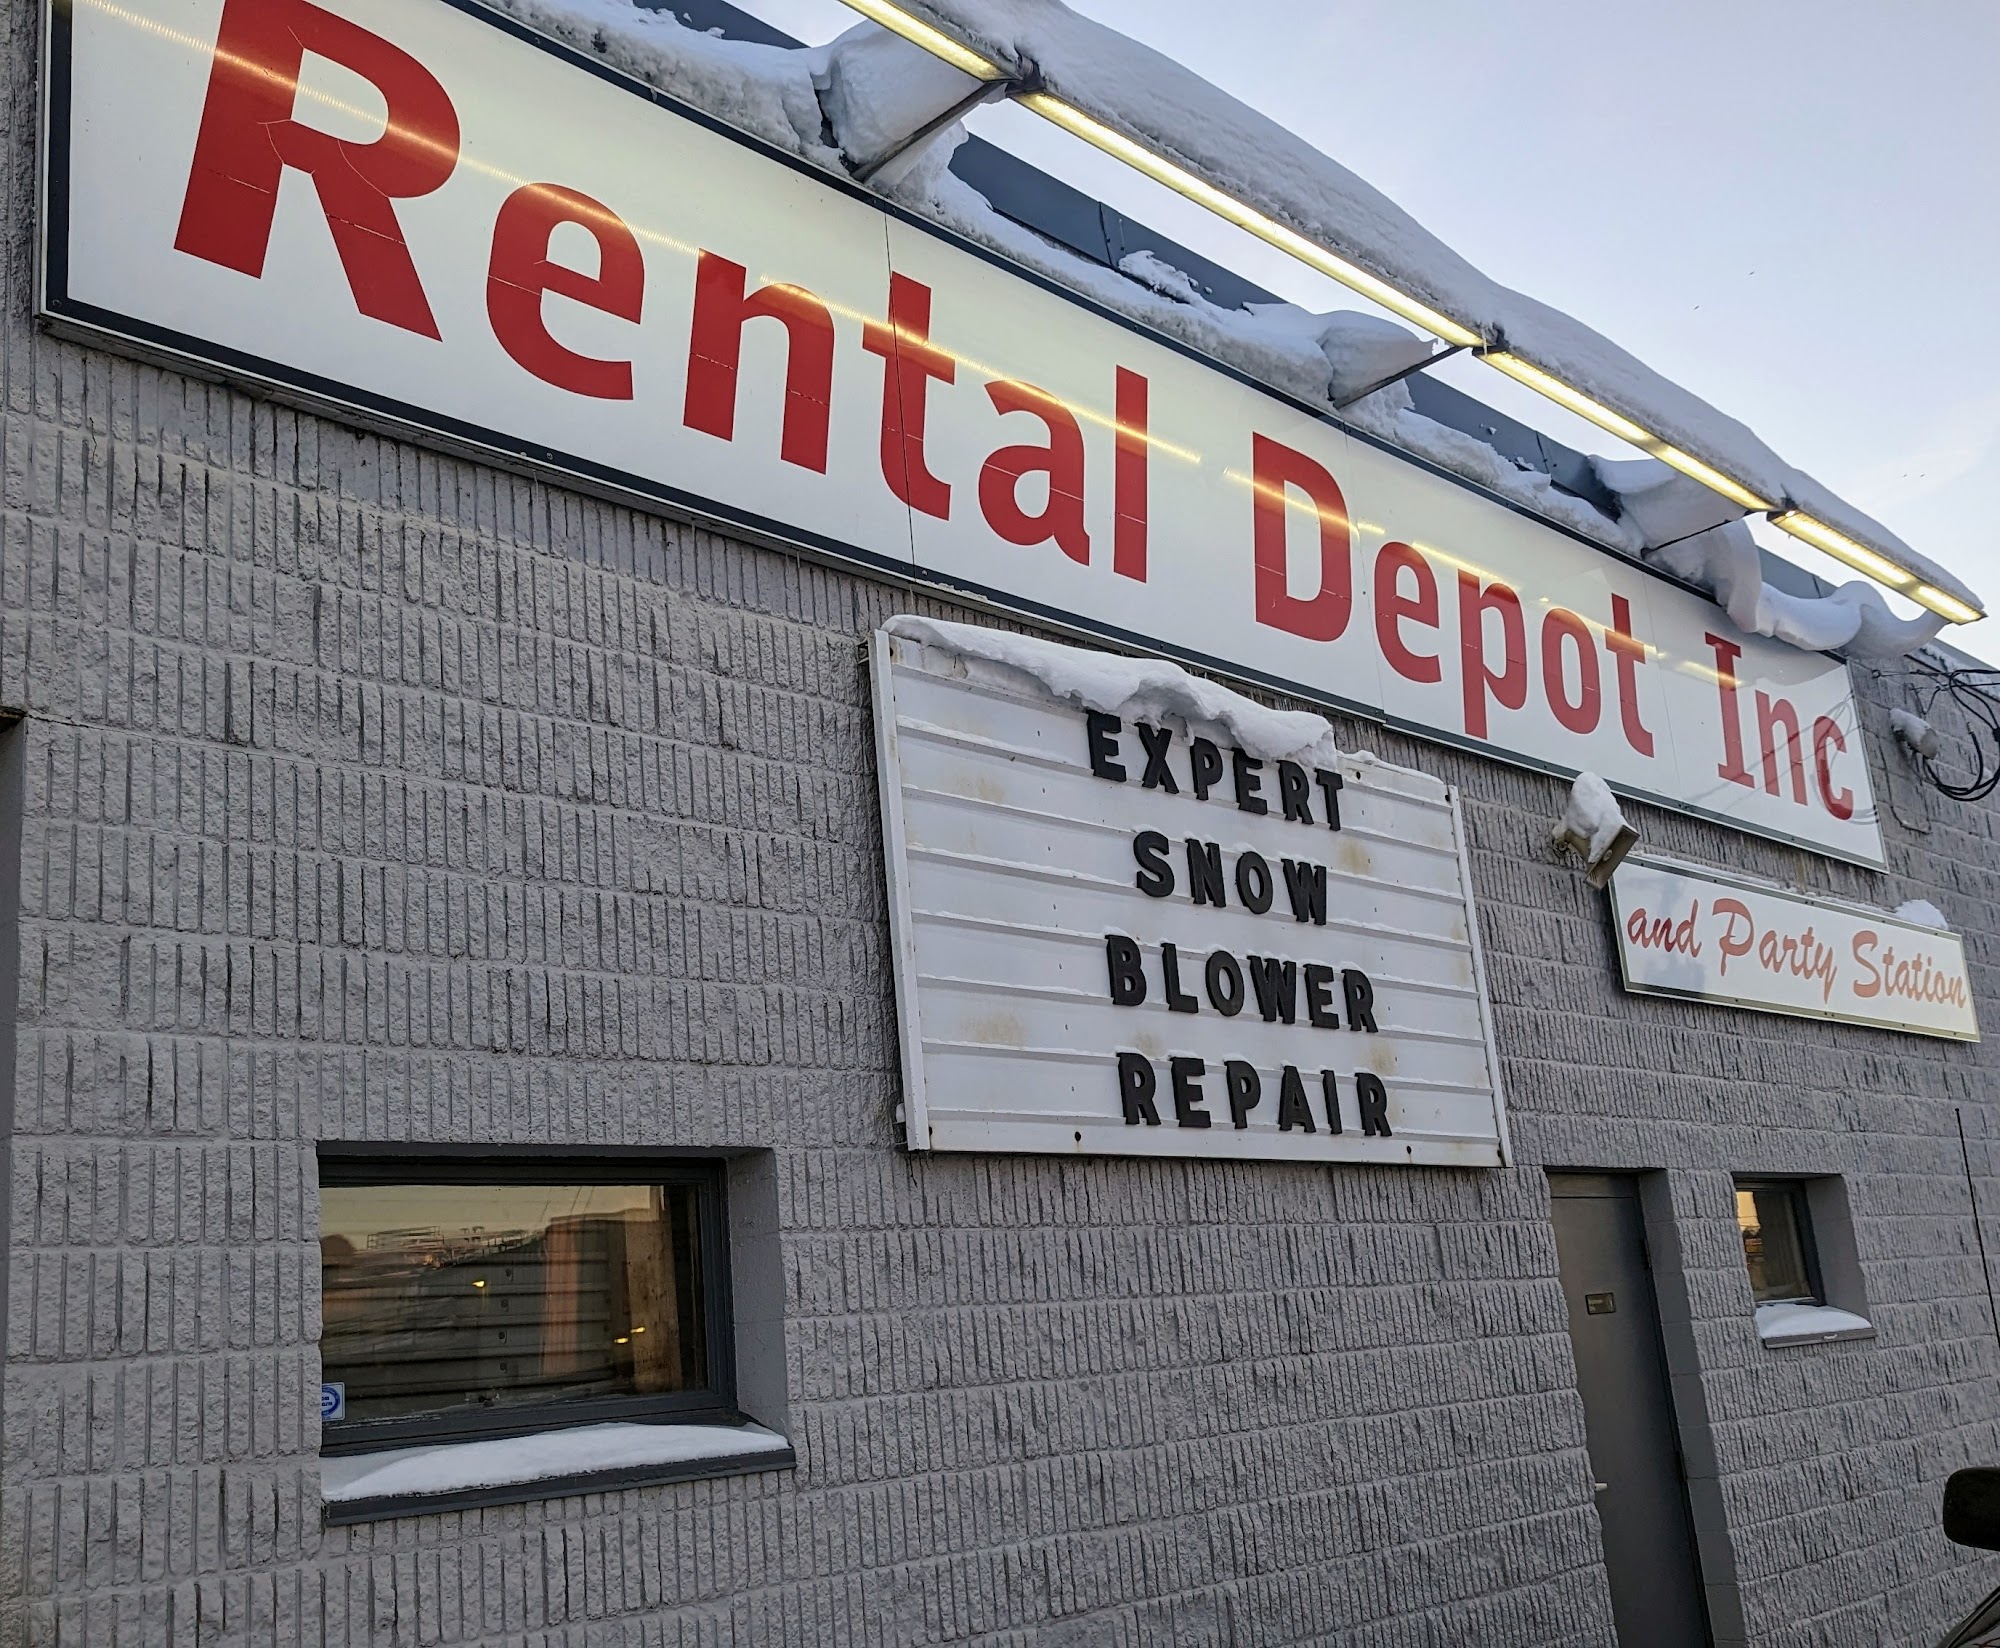 Rental Depot Inc
and Party Station
EXPERT
SNOW
BLOWER
REPAIR